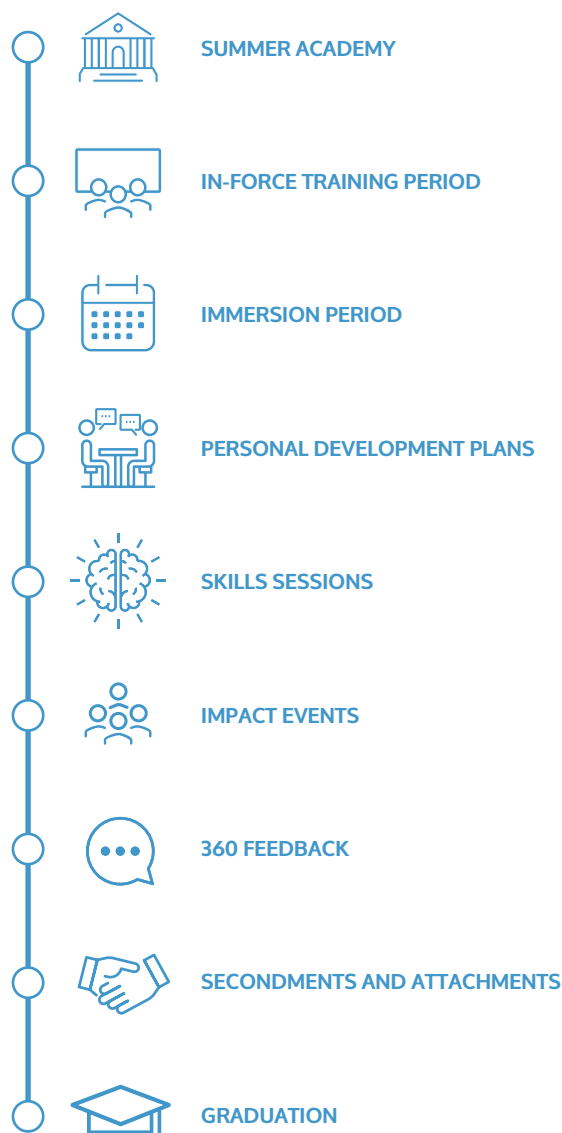 SUMMER ACADEMY
IN-FORCE TRAINING PERIOD
IMMERSION PERIOD
PERSONAL DEVELOPMENT PLANS
SKILLS SESSIONS
IMPACT EVENTS
360 FEEDBACK
SECONDMENTS AND ATTACHMENTS
GRADUATION